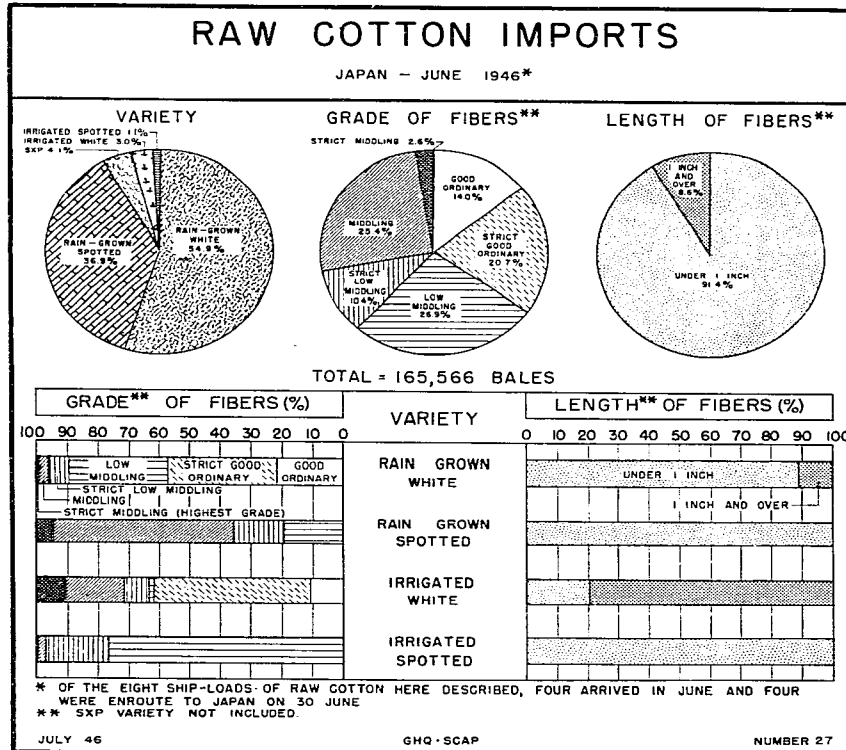 RAW COTTON IMPORTS
JAPAN – JUNE 1946*
VARIETY
IRRIGATED SPOTTED 1.1%
IRRIGATED WHITE 3.0%
SXP 4.1%
RAIN–GROWN
SPOTTED
36.9%
RAIN–GROWN
WHITE
54.9%
GRADE OF FIBERS**
STRICT MIDDLING 2.6%
GOOD
ORDINARY
14.0%
MIDDLING
25.4%
STRICT
GOOD
ORDINARY
20.7%
STRICT
LOW
MIDDLING
10.4%
LOW
MIDDLING
26.9%
LENGTH OF FIBERS**
1 INCH
AND
OVER
8.6%
UNDER 1 INCH
91.4%
TOTAL = 165,566 BALES
GRADE** OF FIBERS (%)
100 90 80 70 60 50 40 30 20 10 0
LOW
MIDDLING
STRICT GOOD
ORDINARY
GOOD
ORDINARY
STRICT LOW MIDDLING
MIDDLING
STRICT MIDDLING (HIGHEST GRADE)
VARIETY
RAIN GROWN
WHITE
RAIN GROWN
SPOTTED
IRRIGATED
WHITE
IRRIGATED
SPOTTED
LENGTH** OF FIBERS (%)
0 10 20 30 40 50 60 70 80 90 100
UNDER 1 INCH
1 INCH AND OVER
* OF THE EIGHT SHIP-LOADS OF RAW COTTON HERE DESCRIBED, FOUR ARRIVED IN JUNE AND FOUR
WERE ENROUTE TO JAPAN ON 30 JUNE
** SXP VARIETY NOT INCLUDED.
JULY 46
GHQ·SCAP
NUMBER 27